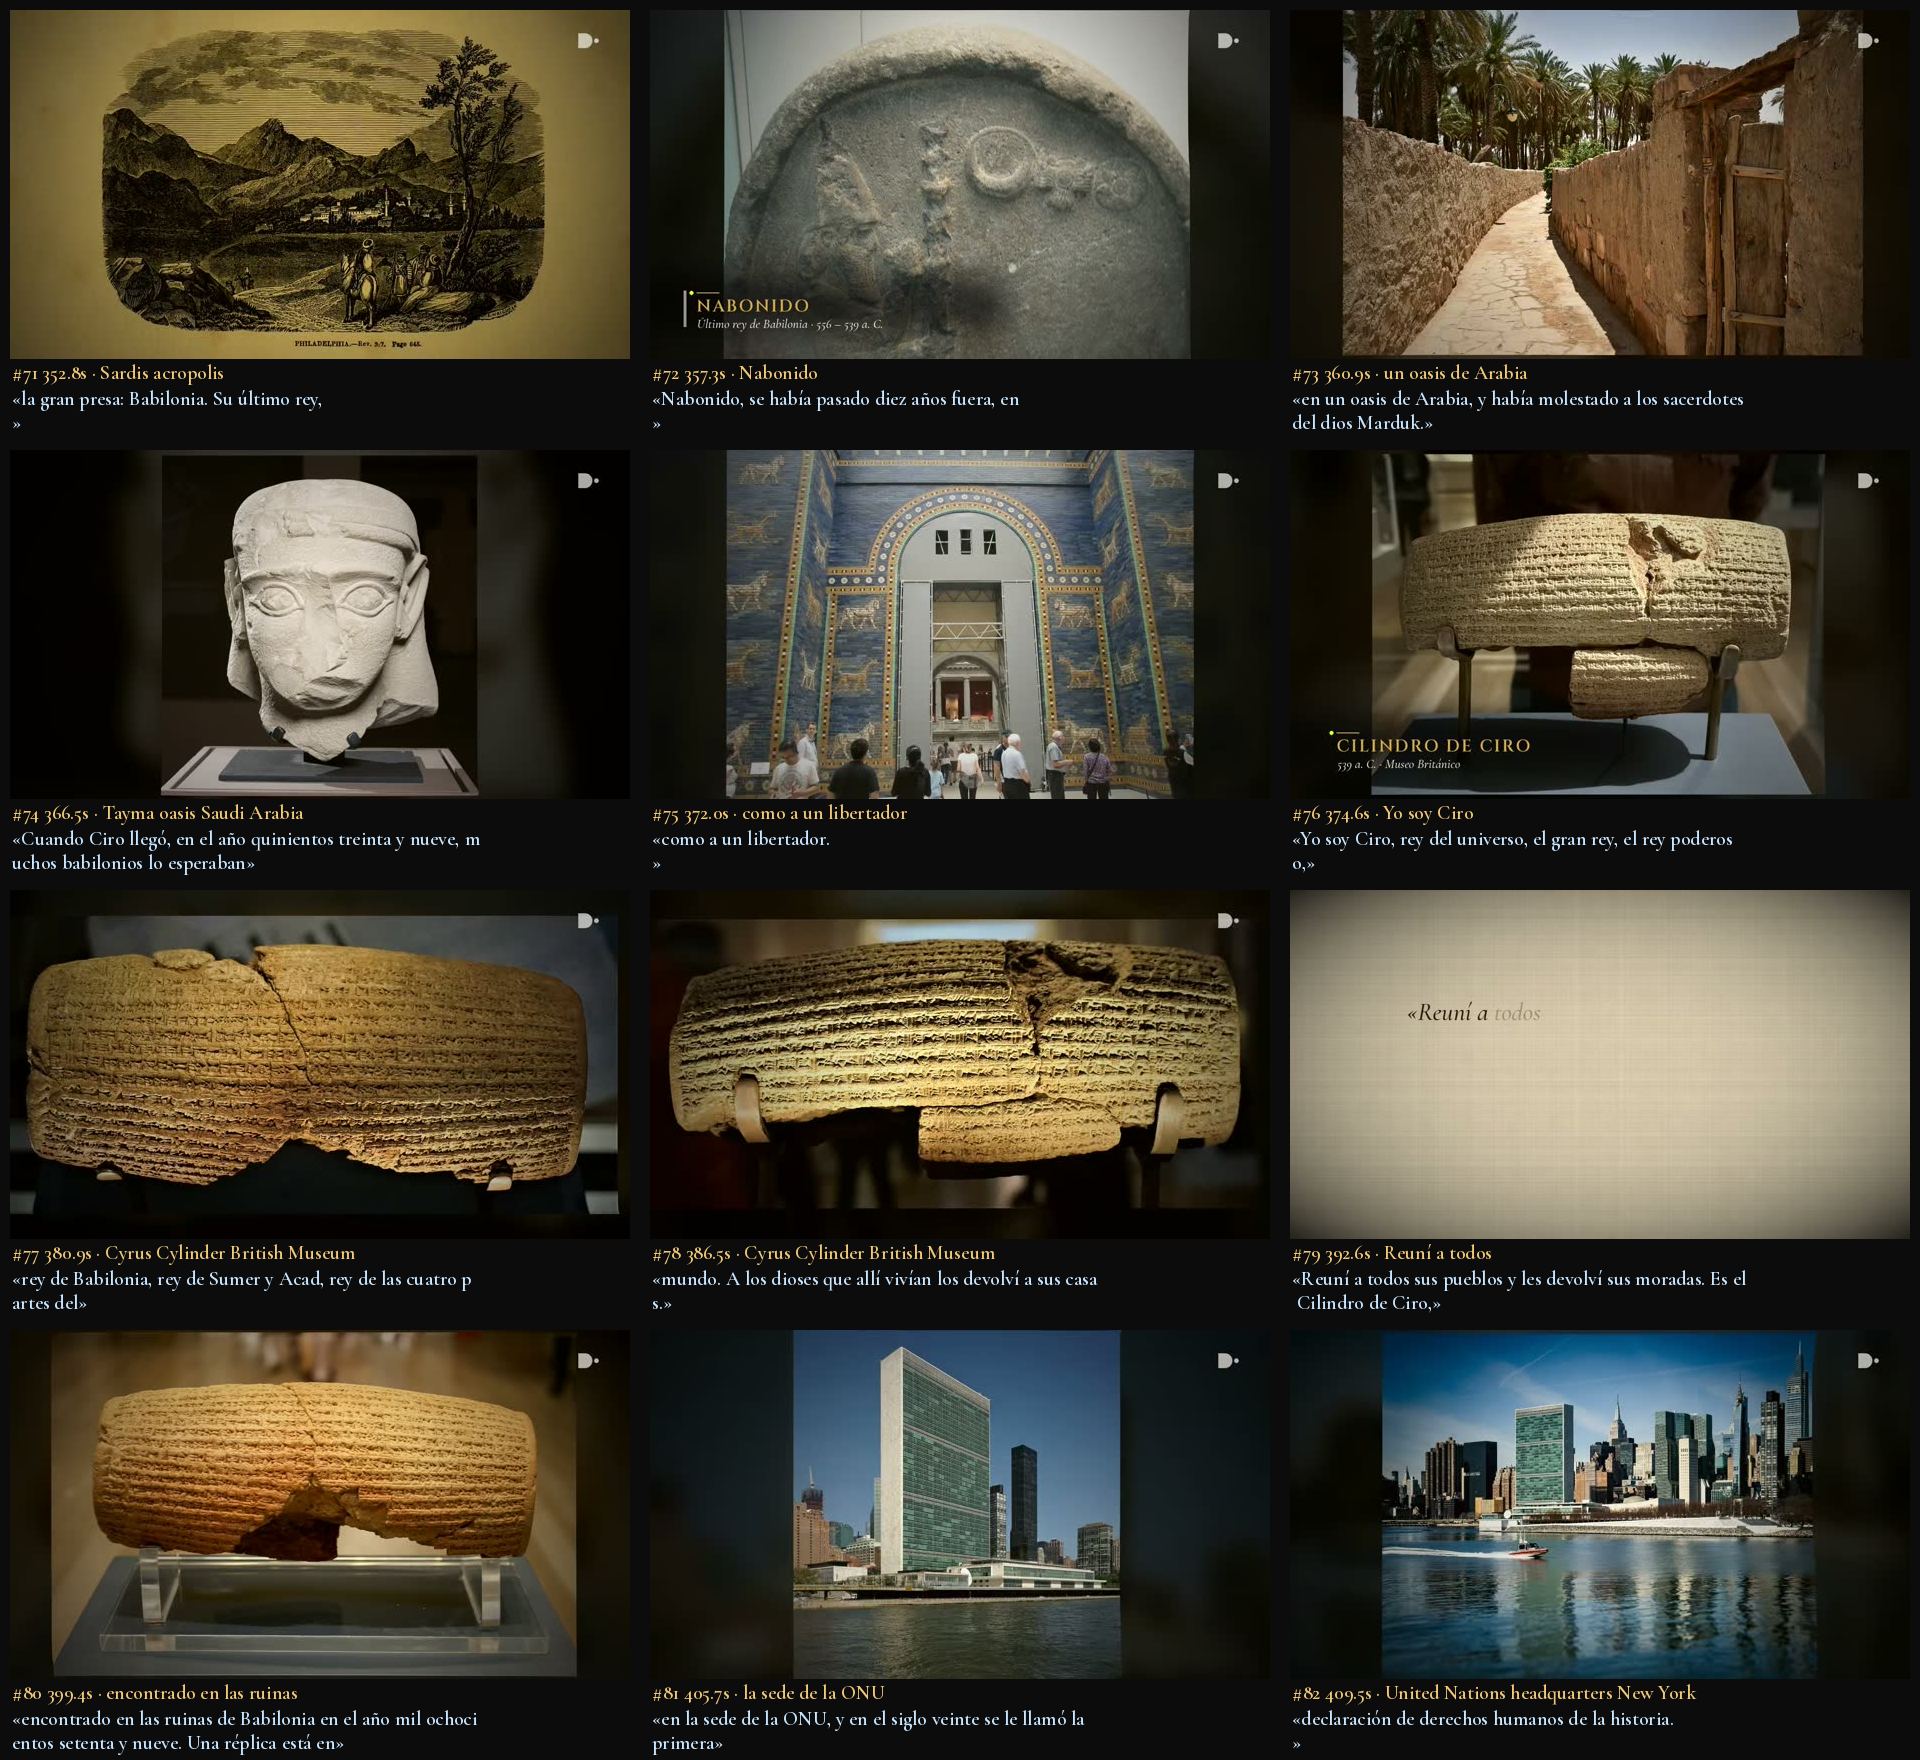 PHILADELPHIA.—Rev. 3:7. Page 645.
#71 352.8s · Sardis acropolis
«la gran presa: Babilonia. Su último rey,
»
NABONIDO
Último rey de Babilonia · 556 – 539 a. C.
#72 357.3s · Nabonido
«Nabonido, se había pasado diez años fuera, en
»
#73 360.9s · un oasis de Arabia
«en un oasis de Arabia, y había molestado a los sacerdotes
del dios Marduk.»
#74 366.5s · Tayma oasis Saudi Arabia
«Cuando Ciro llegó, en el año quinientos treinta y nueve, m
uchos babilonios lo esperaban»
#75 372.0s · como a un libertador
«como a un libertador.
»
CILINDRO DE CIRO
539 a. C. · Museo Británico
#76 374.6s · Yo soy Ciro
«Yo soy Ciro, rey del universo, el gran rey, el rey poderos
o,»
#77 380.9s · Cyrus Cylinder British Museum
«rey de Babilonia, rey de Sumer y Acad, rey de las cuatro p
artes del»
#78 386.5s · Cyrus Cylinder British Museum
«mundo. A los dioses que allí vivían los devolví a sus casa
s.»
«Reuní a todos
#79 392.6s · Reuní a todos
«Reuní a todos sus pueblos y les devolví sus moradas. Es el
Cilindro de Ciro,»
#80 399.4s · encontrado en las ruinas
«encontrado en las ruinas de Babilonia en el año mil ochoci
entos setenta y nueve. Una réplica está en»
#81 405.7s · la sede de la ONU
«en la sede de la ONU, y en el siglo veinte se le llamó la
primera»
#82 409.5s · United Nations headquarters New York
«declaración de derechos humanos de la historia.
»